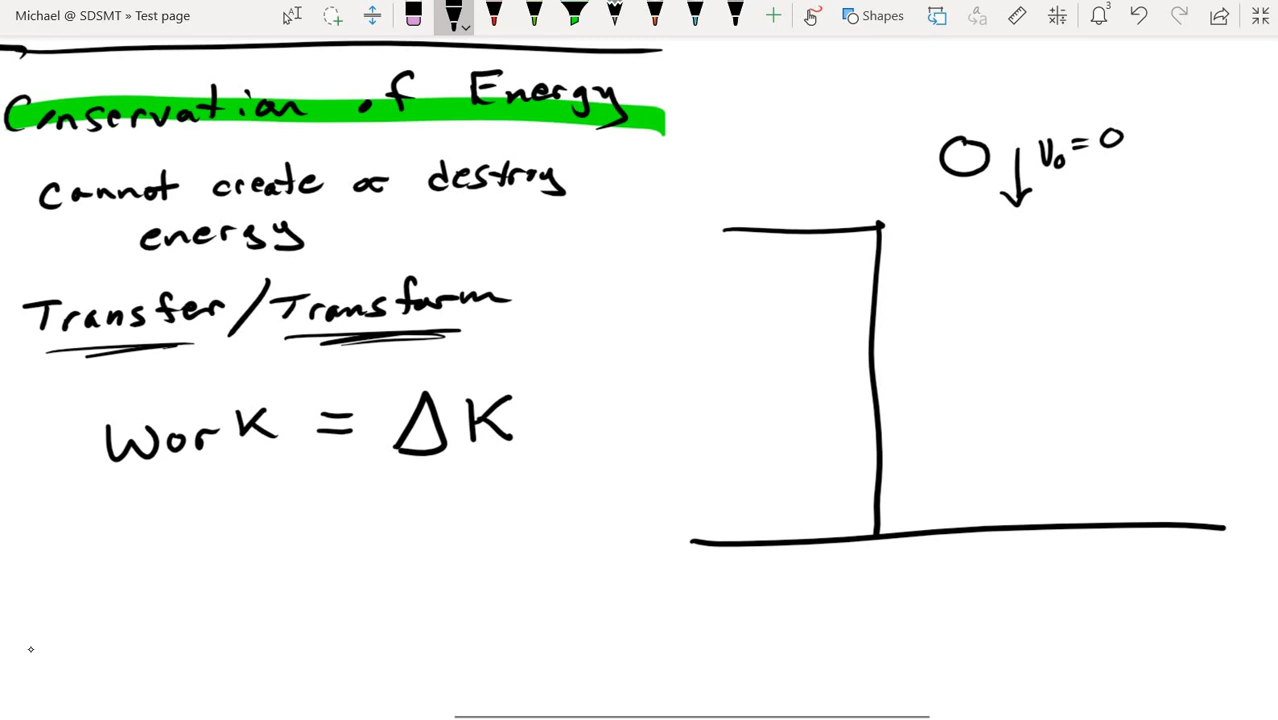 Michael @ SDSMT » Test page
Shapes
3
Conservation of Energy
cannot create or destroy
energy
Transfer/Transform
Work = ΔK
V₀ = 0